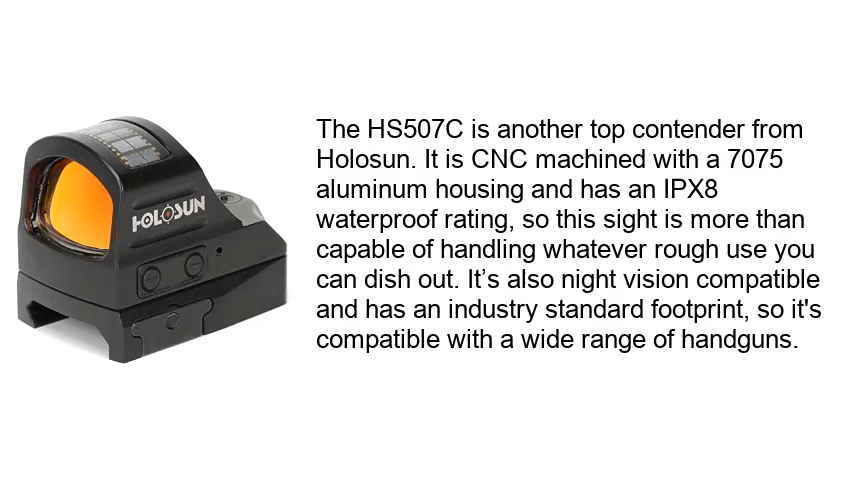 HOLOSUN
The HS507C is another top contender from
Holosun. It is CNC machined with a 7075
aluminum housing and has an IPX8
waterproof rating, so this sight is more than
capable of handling whatever rough use you
can dish out. It’s also night vision compatible
and has an industry standard footprint, so it's
compatible with a wide range of handguns.